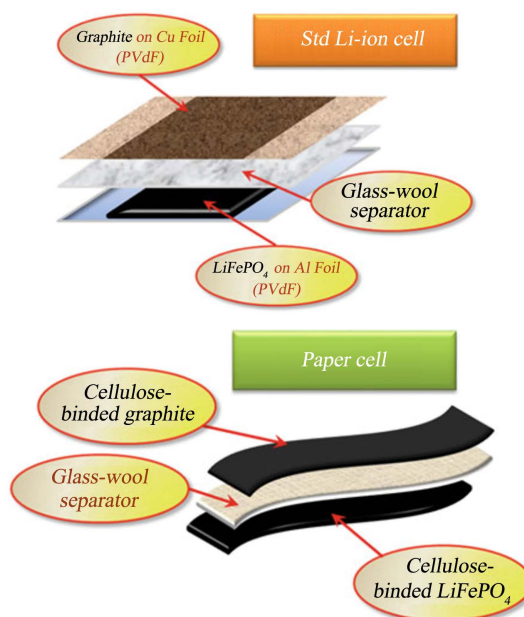 Graphite on Cu Foil
(PVdF)
Std Li-ion cell
Glass-wool
separator
LiFePO₄ on Al Foil
(PVdF)
Paper cell
Cellulose-
binded graphite
Glass-wool
separator
Cellulose-
binded LiFePO₄